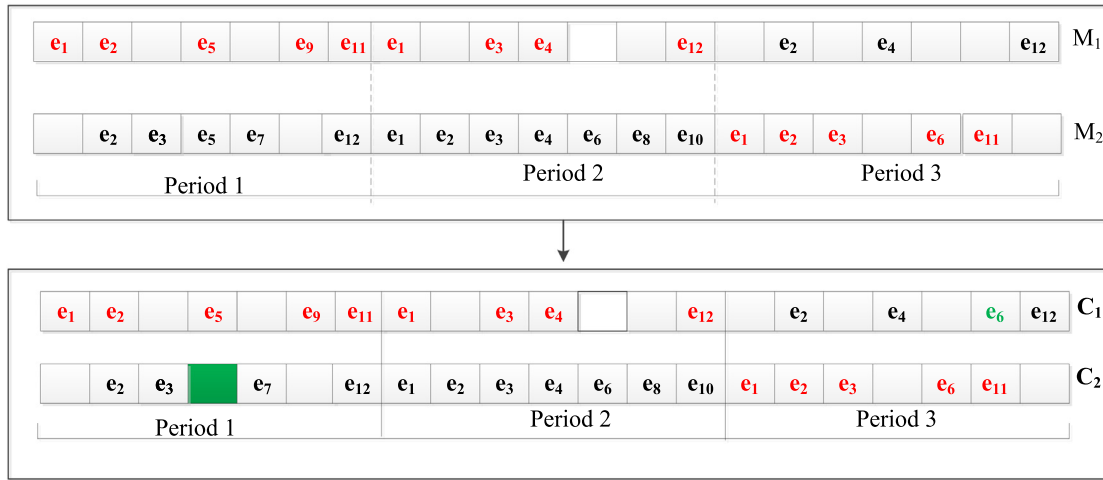 e₁ e₂ e₅ e₉ e₁₁ e₁ e₃ e₄ e₁₂ e₂ e₄ e₁₂ M₁
e₂ e₃ e₅ e₇ e₁₂ e₁ e₂ e₃ e₄ e₆ e₈ e₁₀ e₁ e₂ e₃ e₆ e₁₁ M₂
Period 1 Period 2 Period 3
e₁ e₂ e₅ e₉ e₁₁ e₁ e₃ e₄ e₁₂ e₂ e₄ e₆ e₁₂ C₁
e₂ e₃ e₇ e₁₂ e₁ e₂ e₃ e₄ e₆ e₈ e₁₀ e₁ e₂ e₃ e₆ e₁₁ C₂
Period 1 Period 2 Period 3